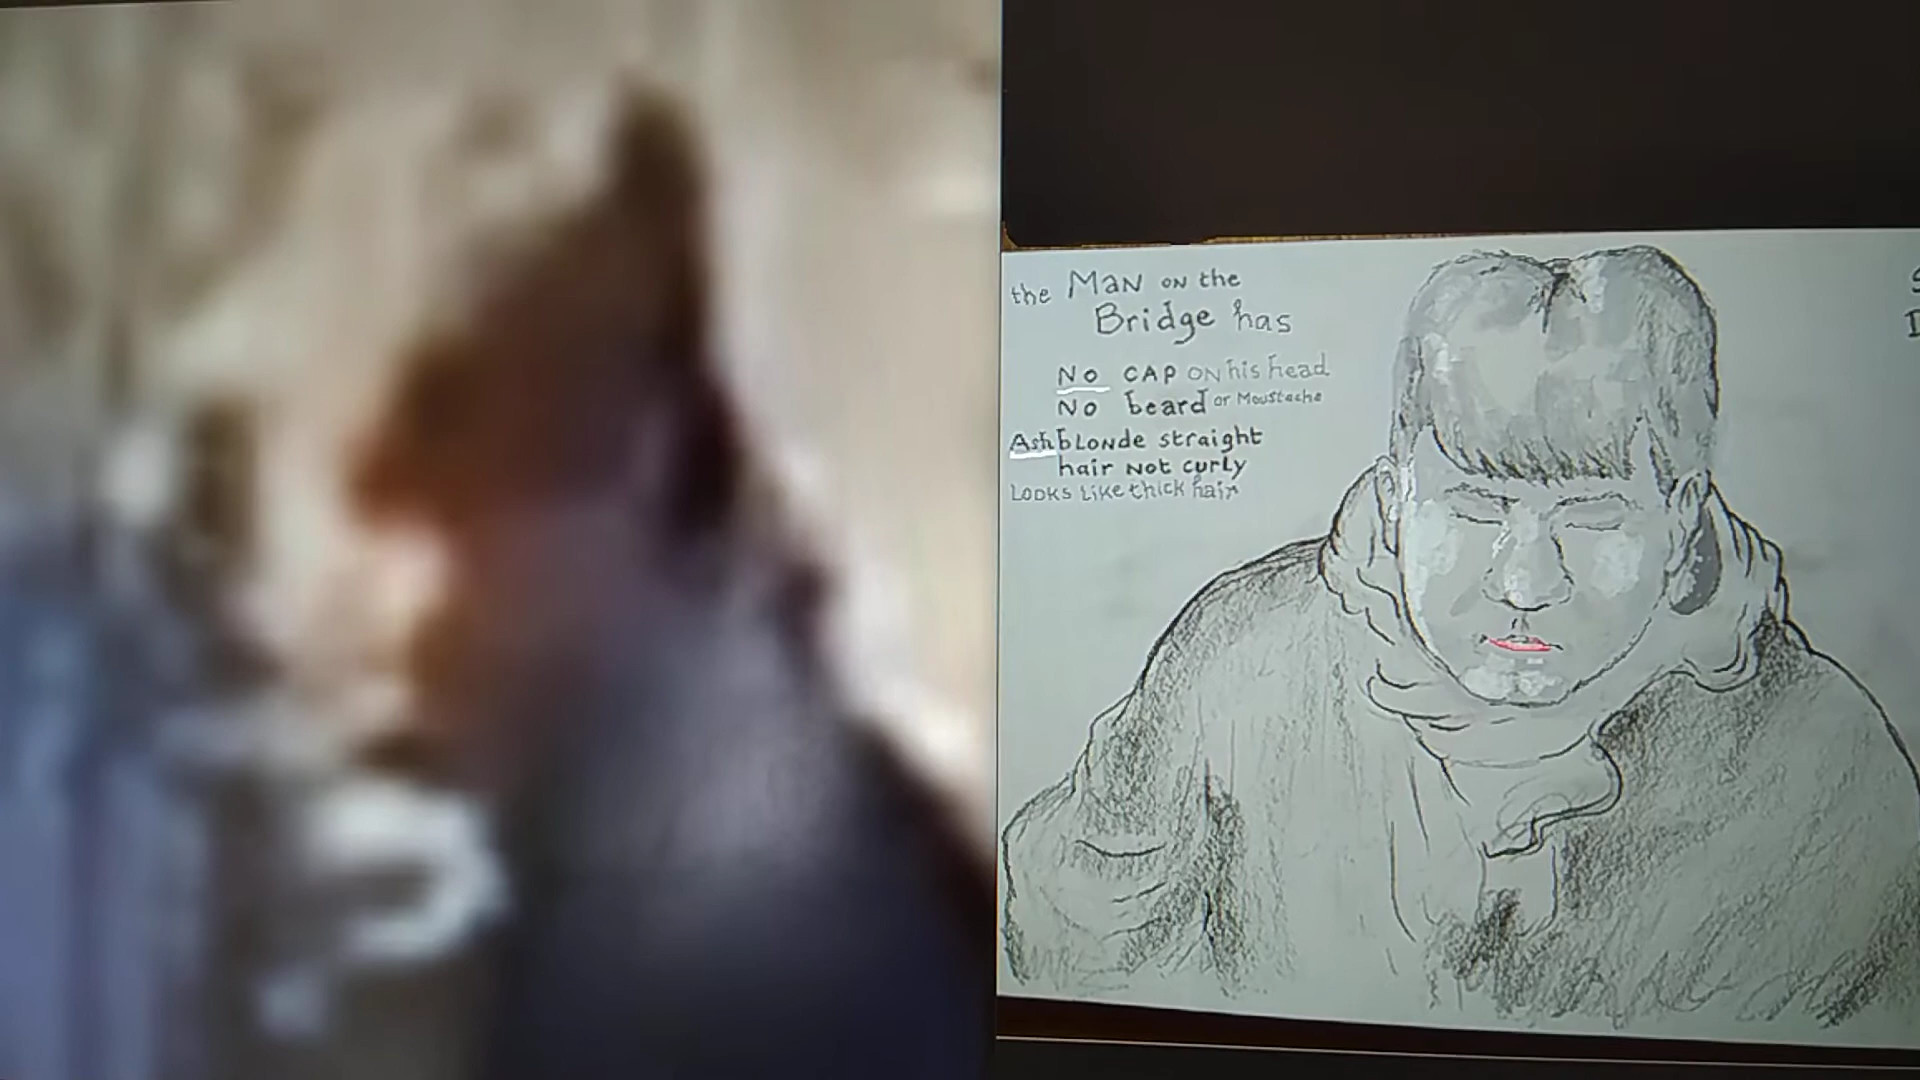 the MAN ON the
Bridge has
No CAP ON his head
No beard or Moustache
Ash bLonde straight
hair Not curly
Looks Like thick hair